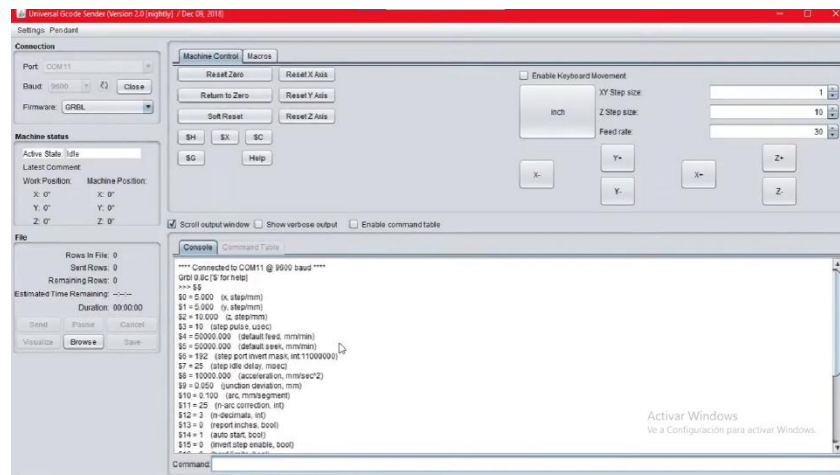 Universal Gcode Sender (Version 2.0 [nightly] / Dec 09, 2018)
Settings Pendant
Connection
Port: COM11
Baud: 9600
Close
Firmware: GRBL
Machine status
Active State: Idle
Latest Comment:
Work Position: Machine Position:
X: 0" X: 0"
Y: 0" Y: 0"
Z: 0" Z: 0"
File
Rows In File: 0
Sent Rows: 0
Remaining Rows: 0
Estimated Time Remaining: --:--:--
Duration: 00:00:00
Send Pause Cancel
Visualize Browse Save
Machine Control Macros
Reset Zero Reset X Axis
Return to Zero Reset Y Axis
Soft Reset Reset Z Axis
$H $X $C
$G Help
Enable Keyboard Movement
inch
XY Step size: 1
Z Step size: 10
Feed rate: 30
X- Y+ Y- X+ Z+ Z-
Scroll output window Show verbose output Enable command table
Console Command Table
**** Connected to COM11 @ 9600 baud ****
Grbl 0.8c ['$' for help]
>>> $$
$0 = 5.000 (x, step/mm)
$1 = 5.000 (y, step/mm)
$2 = 10.000 (z, step/mm)
$3 = 10 (step pulse, usec)
$4 = 50000.000 (default feed, mm/min)
$5 = 50000.000 (default seek, mm/min)
$6 = 192 (step port invert mask, int:11000000)
$7 = 25 (step idle delay, msec)
$8 = 10000.000 (acceleration, mm/sec^2)
$9 = 0.050 (junction deviation, mm)
$10 = 0.100 (arc, mm/segment)
$11 = 25 (n-arc correction, int)
$12 = 3 (n-decimals, int)
$13 = 0 (report inches, bool)
$14 = 1 (auto start, bool)
$15 = 0 (invert step enable, bool)
Activar Windows
Ve a Configuración para activar Windows.
Command: